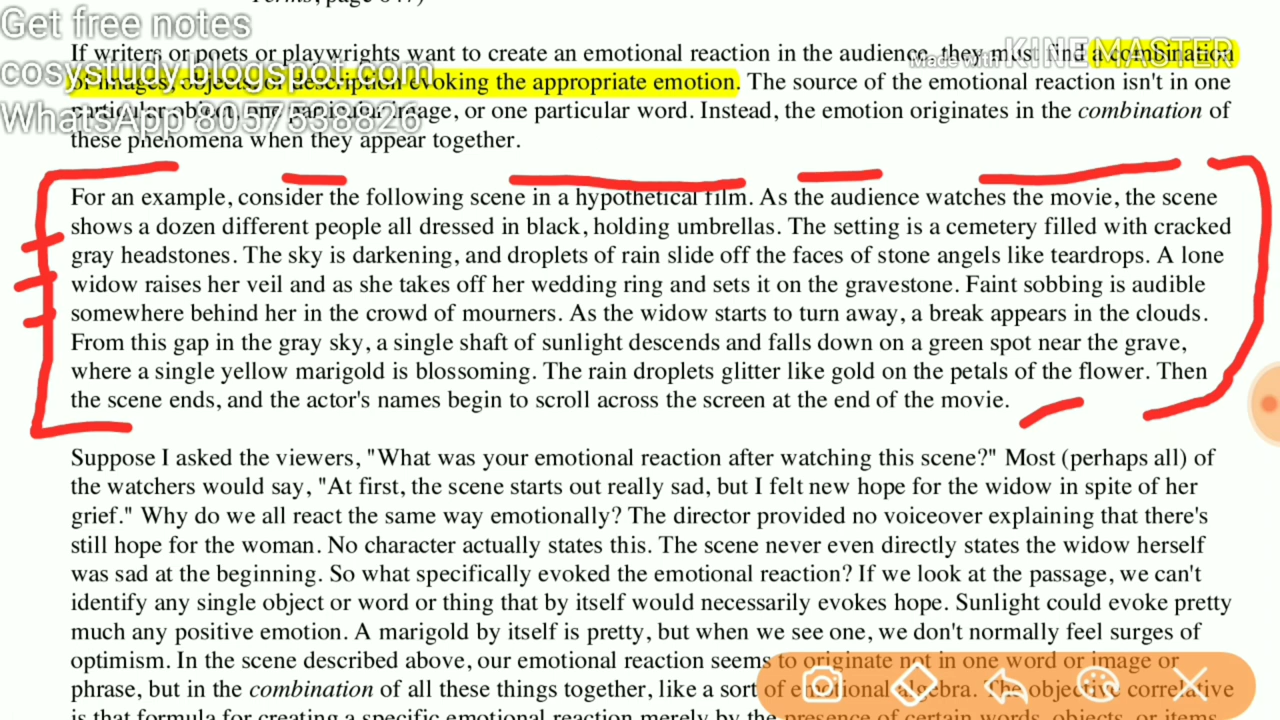 Get free notes
cosystudy.blogspot.com
WhatsApp 8057538826
Made with KINEMASTER
If writers or poets or playwrights want to create an emotional reaction in the audience, they must find a combination
of images, objects, or description evoking the appropriate emotion. The source of the emotional reaction isn't in one
particular object, one particular image, or one particular word. Instead, the emotion originates in the combination of
these phenomena when they appear together.
For an example, consider the following scene in a hypothetical film. As the audience watches the movie, the scene
shows a dozen different people all dressed in black, holding umbrellas. The setting is a cemetery filled with cracked
gray headstones. The sky is darkening, and droplets of rain slide off the faces of stone angels like teardrops. A lone
widow raises her veil and as she takes off her wedding ring and sets it on the gravestone. Faint sobbing is audible
somewhere behind her in the crowd of mourners. As the widow starts to turn away, a break appears in the clouds.
From this gap in the gray sky, a single shaft of sunlight descends and falls down on a green spot near the grave,
where a single yellow marigold is blossoming. The rain droplets glitter like gold on the petals of the flower. Then
the scene ends, and the actor's names begin to scroll across the screen at the end of the movie.
Suppose I asked the viewers, "What was your emotional reaction after watching this scene?" Most (perhaps all) of
the watchers would say, "At first, the scene starts out really sad, but I felt new hope for the widow in spite of her
grief." Why do we all react the same way emotionally? The director provided no voiceover explaining that there's
still hope for the woman. No character actually states this. The scene never even directly states the widow herself
was sad at the beginning. So what specifically evoked the emotional reaction? If we look at the passage, we can't
identify any single object or word or thing that by itself would necessarily evokes hope. Sunlight could evoke pretty
much any positive emotion. A marigold by itself is pretty, but when we see one, we don't normally feel surges of
optimism. In the scene described above, our emotional reaction seems to originate not in one word or image or
phrase, but in the combination of all these things together, like a sort of emotional algebra. The objective correlative
is that formula for creating a specific emotional reaction merely by the presence of certain words, objects, or items